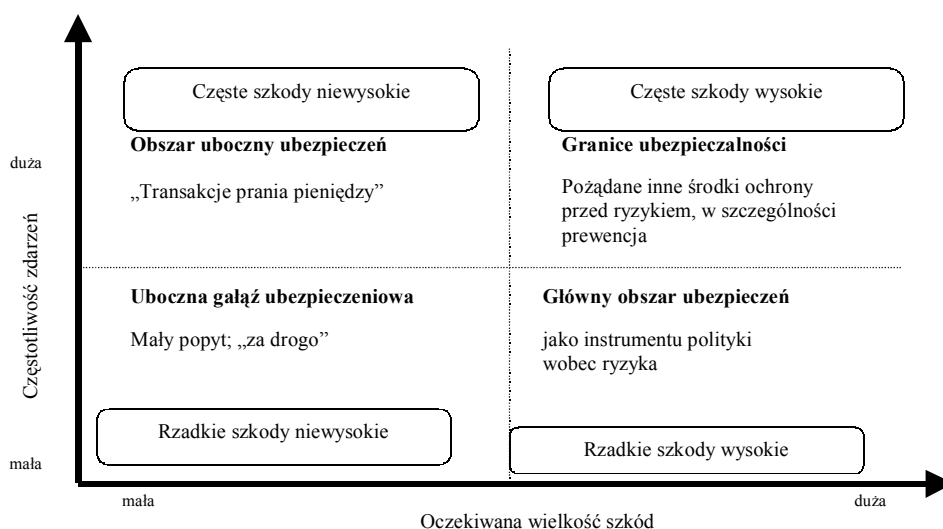 Częste szkody niewysokie
Częste szkody wysokie
Obszar uboczny ubezpieczeń
Granice ubezpieczalności
duża
„Transakcje prania pieniędzy”
Pożądane inne środki ochrony
przed ryzykiem, w szczególności
prewencja
Częstotliwość zdarzeń
Uboczna gałąź ubezpieczeniowa
Główny obszar ubezpieczeń
Mały popyt; „za drogo”
jako instrumentu polityki
wobec ryzyka
Rzadkie szkody niewysokie
Rzadkie szkody wysokie
mała
mała
duża
Oczekiwana wielkość szkód